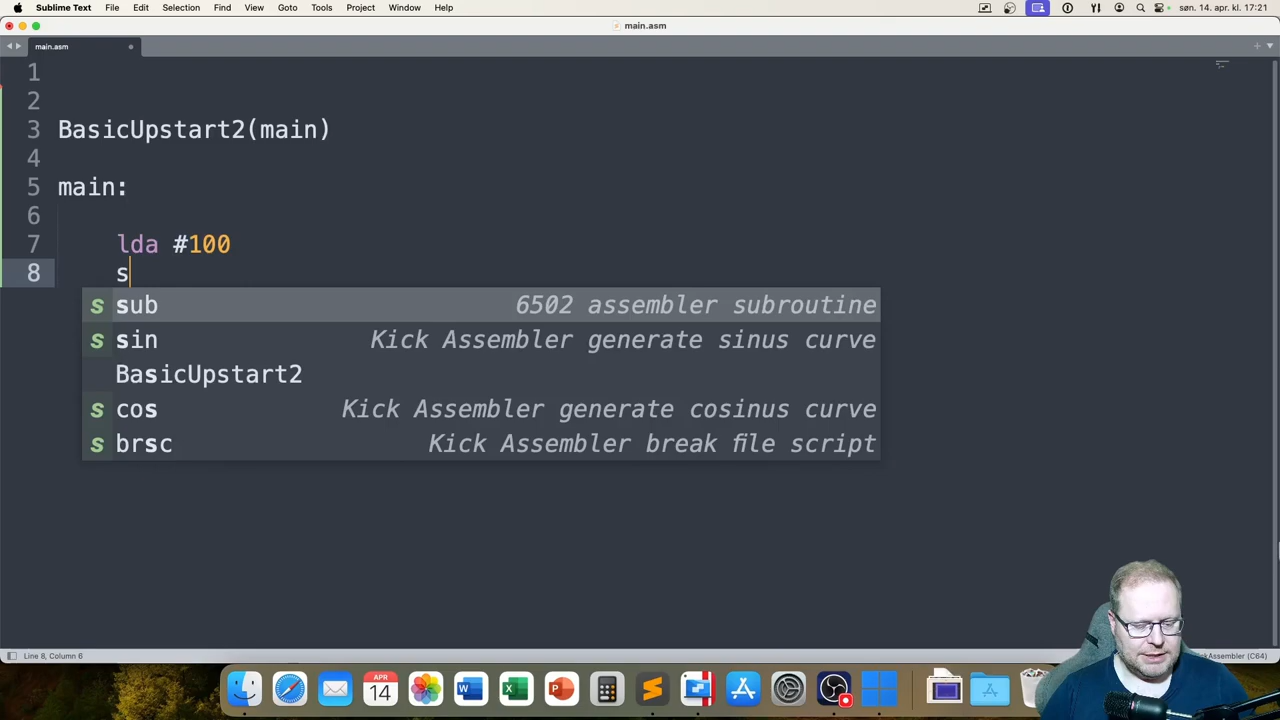 Sublime Text File Edit Selection Find View Goto Tools Project Window Help søn. 14. apr. kl. 17:21
main.asm
main.asm
1
2
3 BasicUpstart2(main)
4
5 main:
6
7 lda #100
8 s
s sub 6502 assembler subroutine
s sin Kick Assembler generate sinus curve
BasicUpstart2
s cos Kick Assembler generate cosinus curve
s brsc Kick Assembler break file script
Line 8, Column 6
KickAssembler (C64)
APR
14